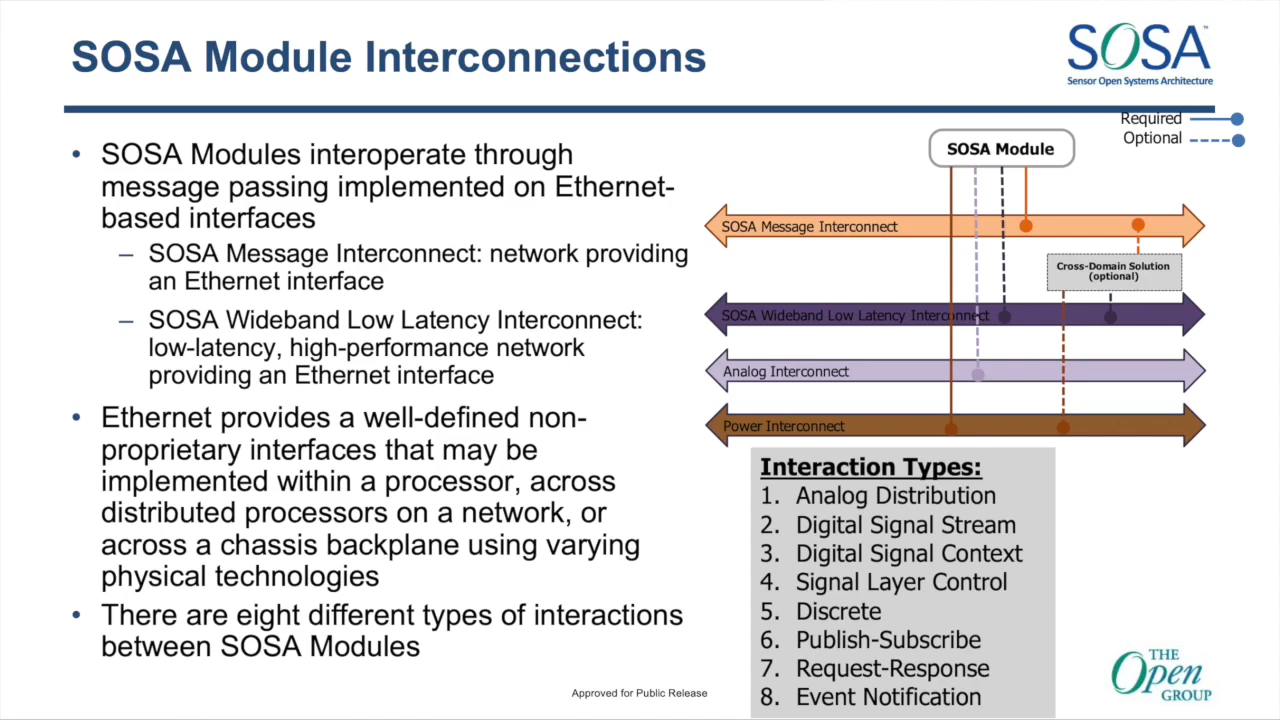 SOSA Module Interconnections
SOSA™
Sensor Open Systems Architecture
Required
Optional
• SOSA Modules interoperate through
message passing implemented on Ethernet-
based interfaces
– SOSA Message Interconnect: network providing
an Ethernet interface
– SOSA Wideband Low Latency Interconnect:
low-latency, high-performance network
providing an Ethernet interface
• Ethernet provides a well-defined non-
proprietary interfaces that may be
implemented within a processor, across
distributed processors on a network, or
across a chassis backplane using varying
physical technologies
• There are eight different types of interactions
between SOSA Modules
SOSA Module
SOSA Message Interconnect
Cross-Domain Solution
(optional)
SOSA Wideband Low Latency Interconnect
Analog Interconnect
Power Interconnect
Interaction Types:
1. Analog Distribution
2. Digital Signal Stream
3. Digital Signal Context
4. Signal Layer Control
5. Discrete
6. Publish-Subscribe
7. Request-Response
8. Event Notification
Approved for Public Release
THE
Open
GROUP